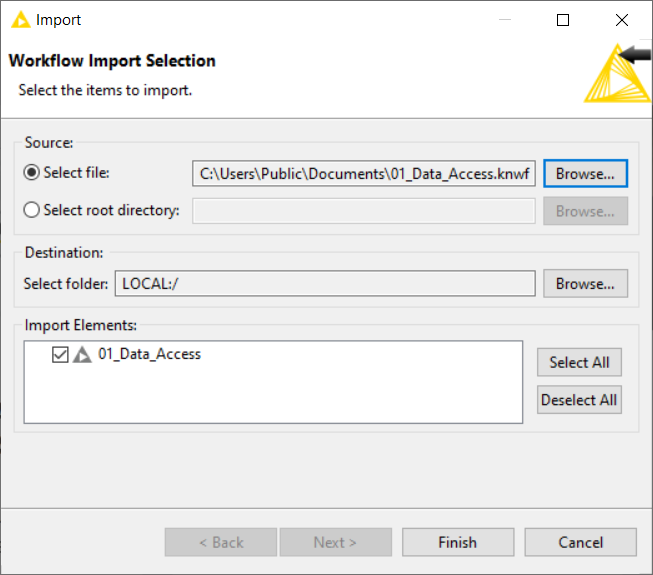 Import
Workflow Import Selection
Select the items to import.
Source:
Select file: C:\Users\Public\Documents\01_Data_Access.knwf Browse...
Select root directory: Browse...
Destination:
Select folder: LOCAL:/ Browse...
Import Elements:
01_Data_Access
Select All
Deselect All
< Back Next > Finish Cancel